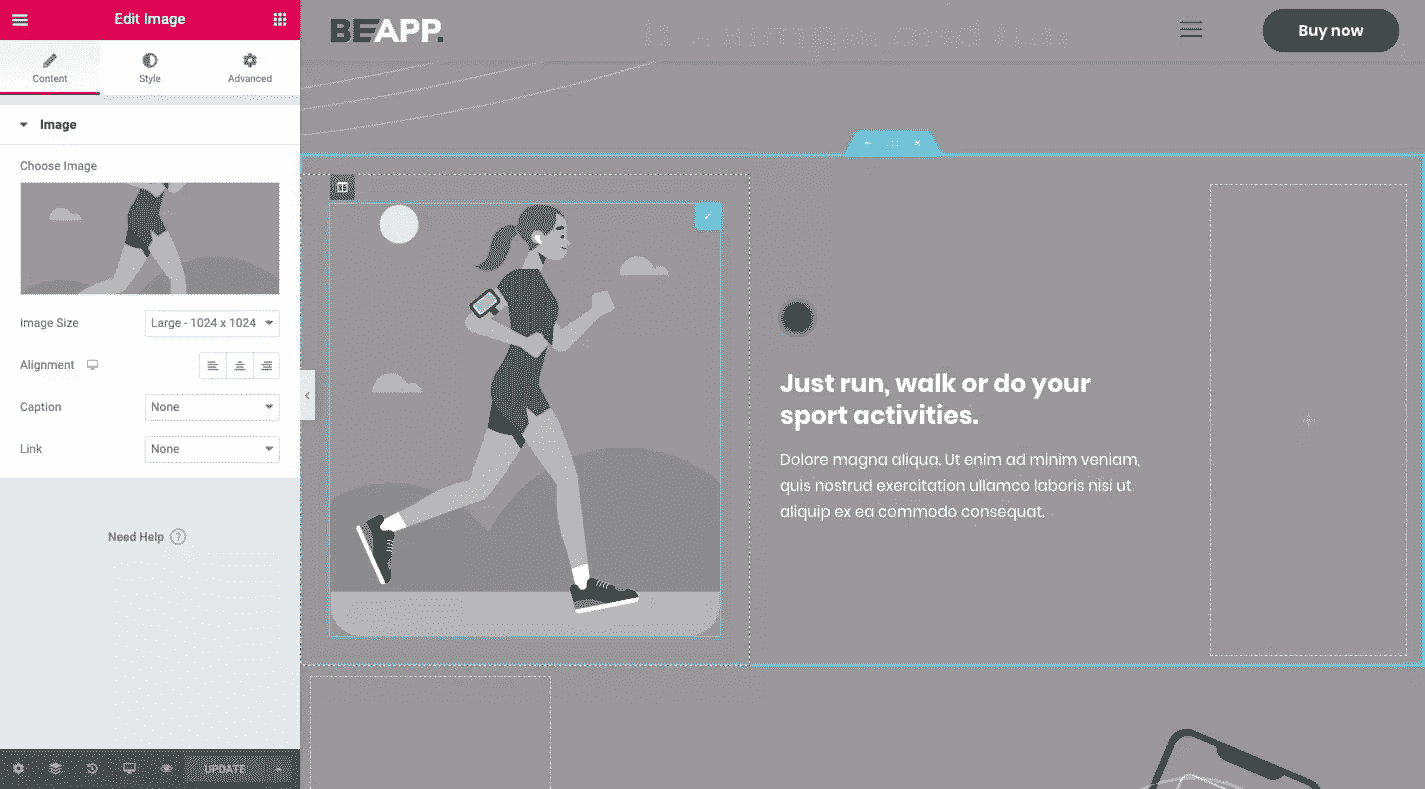 Edit Image
Content
Style
Advanced
Image
Choose Image
Image Size
Large - 1024 x 1024
Alignment
Caption
None
Link
None
Need Help ?
UPDATE
BEAPP.
Buy now
Just run, walk or do your
sport activities.
Dolore magna aliqua. Ut enim ad minim veniam,
quis nostrud exercitation ullamco laboris nisi ut
aliquip ex ea commodo consequat.